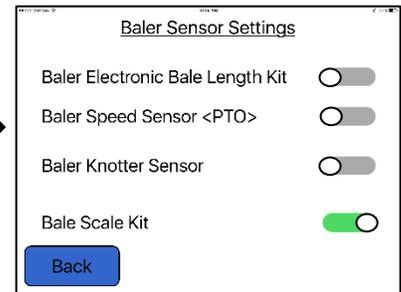 Baler Sensor Settings
Baler Electronic Bale Length Kit
Baler Speed Sensor <PTO>
Baler Knotter Sensor
Bale Scale Kit
Back